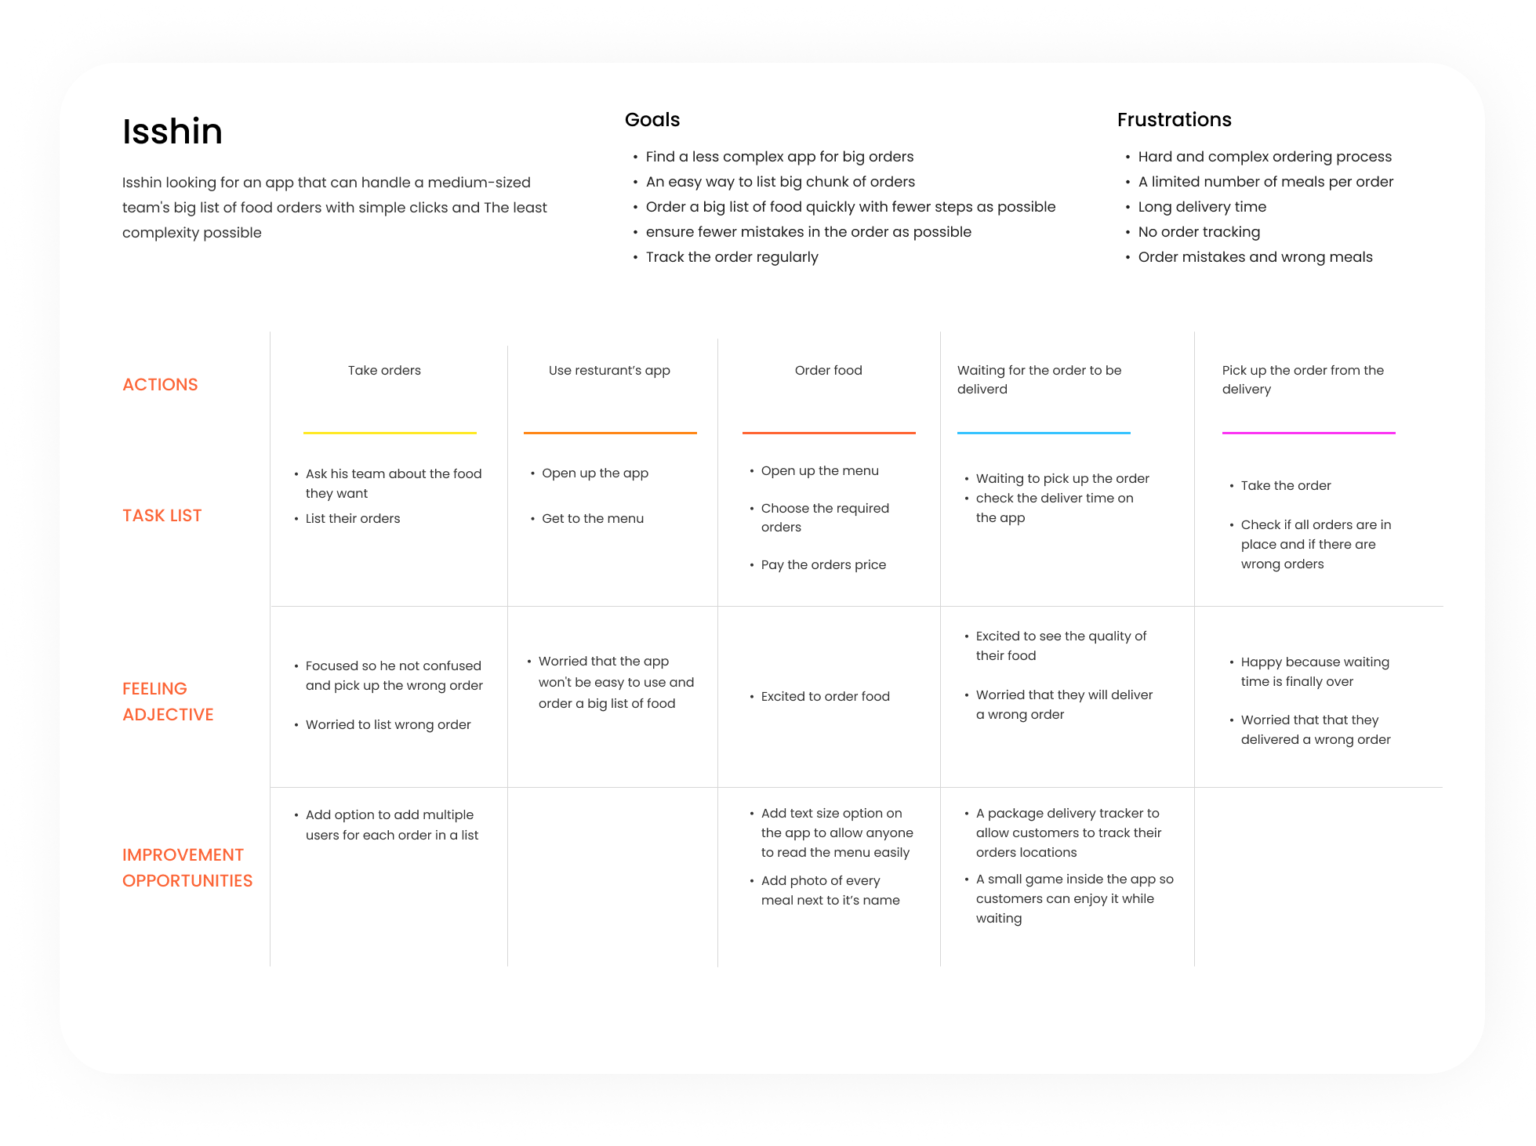 Isshin
Isshin looking for an app that can handle a medium-sized
team's big list of food orders with simple clicks and The least
complexity possible
Goals
• Find a less complex app for big orders
• An easy way to list big chunk of orders
• Order a big list of food quickly with fewer steps as possible
• ensure fewer mistakes in the order as possible
• Track the order regularly
Frustrations
• Hard and complex ordering process
• A limited number of meals per order
• Long delivery time
• No order tracking
• Order mistakes and wrong meals
ACTIONS
Take orders
Use resturant's app
Order food
Waiting for the order to be
deliverd
Pick up the order from the
delivery
TASK LIST
• Ask his team about the food
they want
• List their orders
• Open up the app
• Get to the menu
• Open up the menu
• Choose the required
orders
• Pay the orders price
• Waiting to pick up the order
• check the deliver time on
the app
• Take the order
• Check if all orders are in
place and if there are
wrong orders
FEELING
ADJECTIVE
• Focused so he not confused
and pick up the wrong order
• Worried to list wrong order
• Worried that the app
won't be easy to use and
order a big list of food
• Excited to order food
• Excited to see the quality of
their food
• Worried that they will deliver
a wrong order
• Happy because waiting
time is finally over
• Worried that that they
delivered a wrong order
IMPROVEMENT
OPPORTUNITIES
• Add option to add multiple
users for each order in a list
• Add text size option on
the app to allow anyone
to read the menu easily
• Add photo of every
meal next to it's name
• A package delivery tracker to
allow customers to track their
orders locations
• A small game inside the app so
customers can enjoy it while
waiting